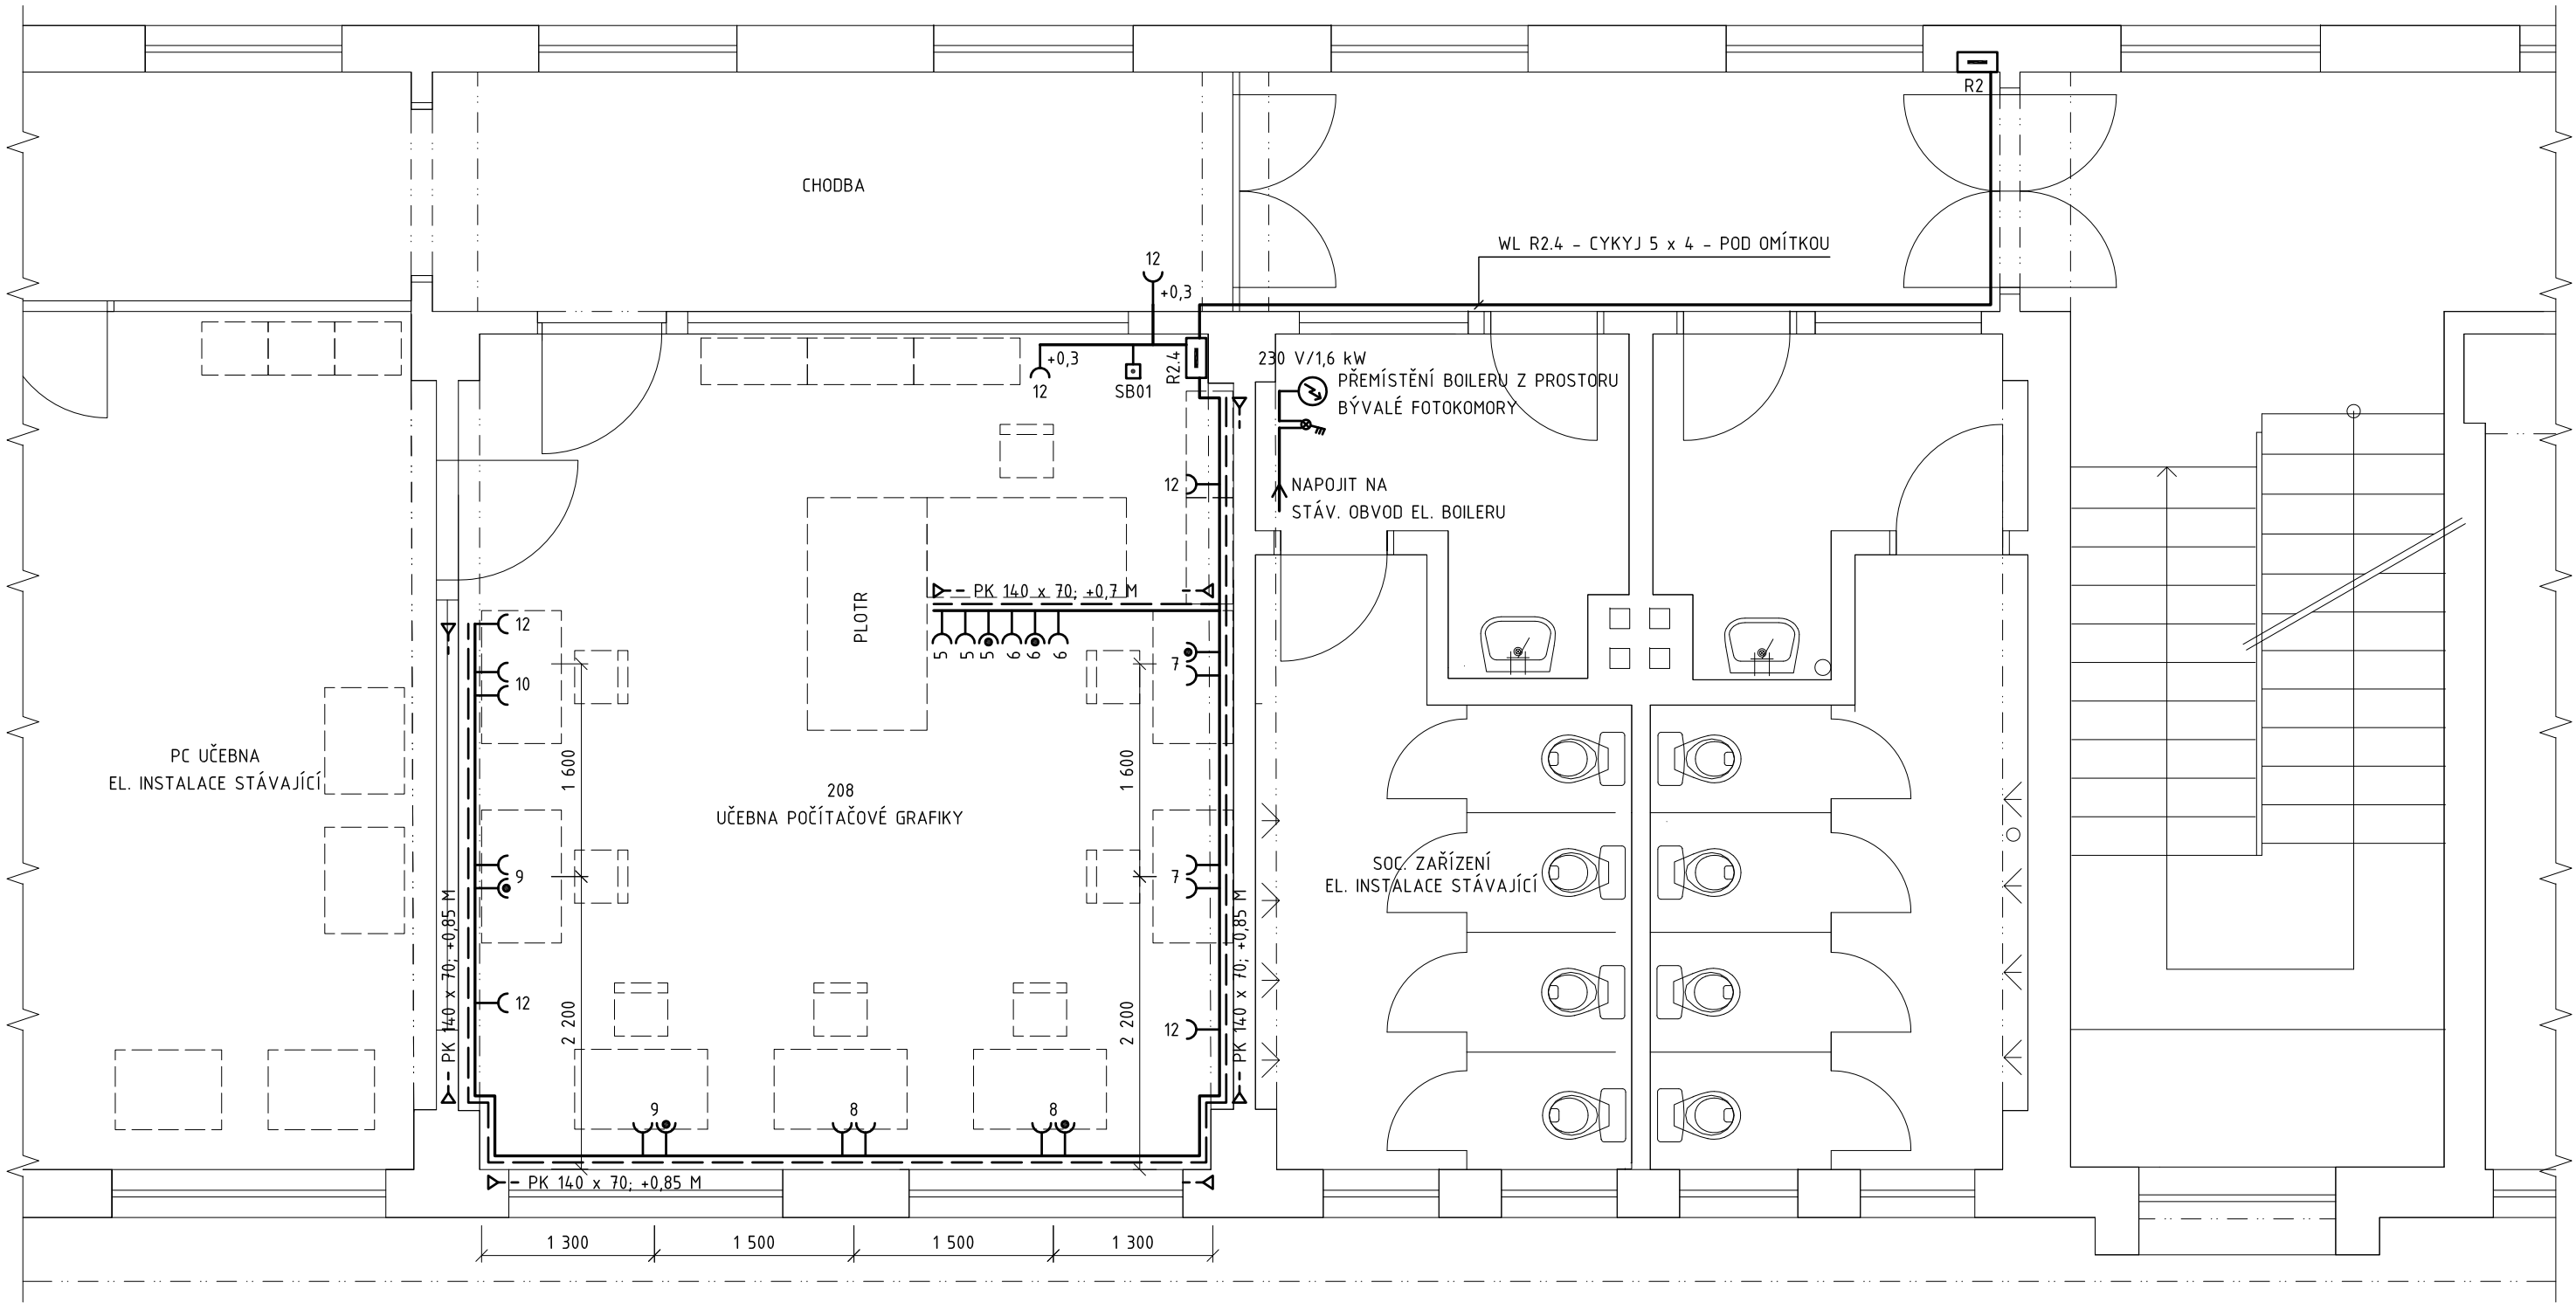 R2
CHODBA
WL R2.4 - CYKYJ 5 x 4 - POD OMÍTKOU
12
+0,3
+0,3
12
SB01
R2.4
230 V/1,6 kW
PŘEMÍSTĚNÍ BOILERU Z PROSTORU
BÝVALÉ FOTOKOMORY
12
NAPOJIT NA
STÁV. OBVOD EL. BOILERU
PK 140 x 70; +0,7 M
PLOTR
5
5
5
6
6
6
12
10
7
1 600
1 600
PC UČEBNA
EL. INSTALACE STÁVAJÍCÍ
208
UČEBNA POČÍTAČOVÉ GRAFIKY
9
7
SOC. ZAŘÍZENÍ
EL. INSTALACE STÁVAJÍCÍ
PK 140 x 70; +0,85 M
PK 140 x 70; +0,85 M
12
2 200
2 200
12
9
8
8
PK 140 x 70; +0,85 M
1 300
1 500
1 500
1 300